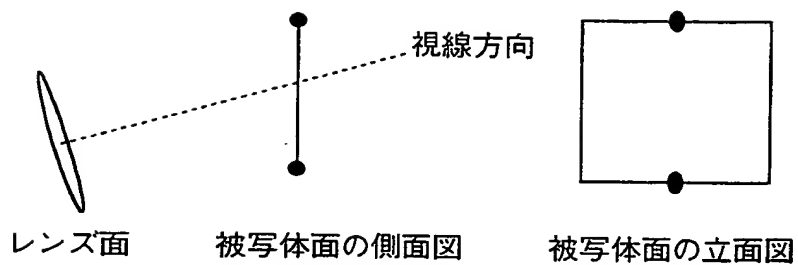 視線方向
レンズ面
被写体面の側面図
被写体面の立面図